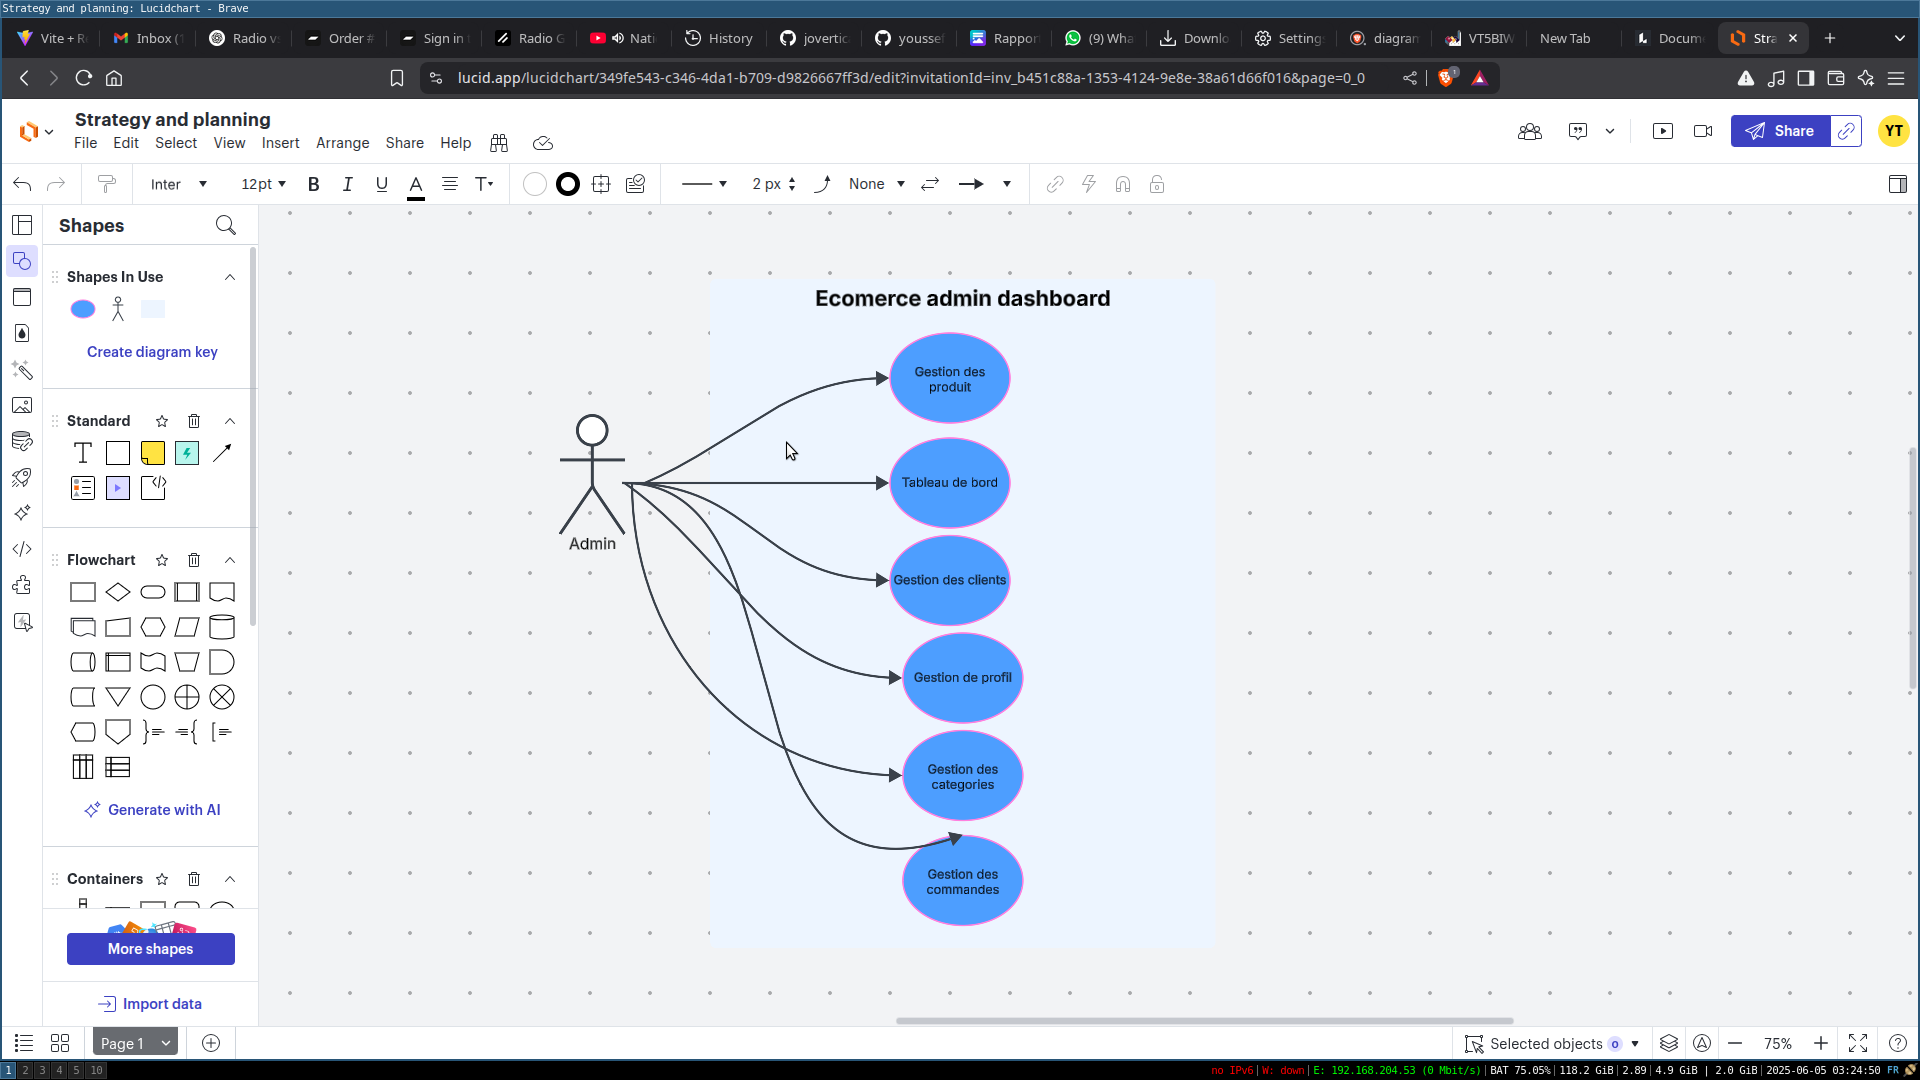 Strategy and planning: Lucidchart - Brave
Vite + R
Inbox (1
Radio v
Order #
Sign in
Radio G
Nati
History
jovertic
yousse
Rappor
(9) Wha
Downlo
Setting
diagran
VT5BIW
New Tab
Docum
Stra
lucid.app/lucidchart/349fe543-c346-4da1-b709-d9826667ff3d/edit?invitationId=inv_b451c88a-1353-4124-9e8e-38a61d66f016&page=0_0
1
Strategy and planning
File Edit Select View Insert Arrange Share Help
Share
YT
Inter 12pt B I U A T 2 px None
Shapes
Shapes In Use
Create diagram key
Standard
T
Flowchart
Generate with AI
Containers
More shapes
Import data
Ecomerce admin dashboard
Gestion des
produit
Tableau de bord
Admin
Gestion des clients
Gestion de profil
Gestion des
categories
Gestion des
commandes
Page 1
Selected objects 0
75%
1 2 3 4 5 10
no IPv6| W: down| E: 192.168.204.53 (0 Mbit/s)| BAT 75.05%| 118.2 GiB| 2.89 | 4.9 GiB | 2.0 GiB| 2025-06-05 03:24:50 FR